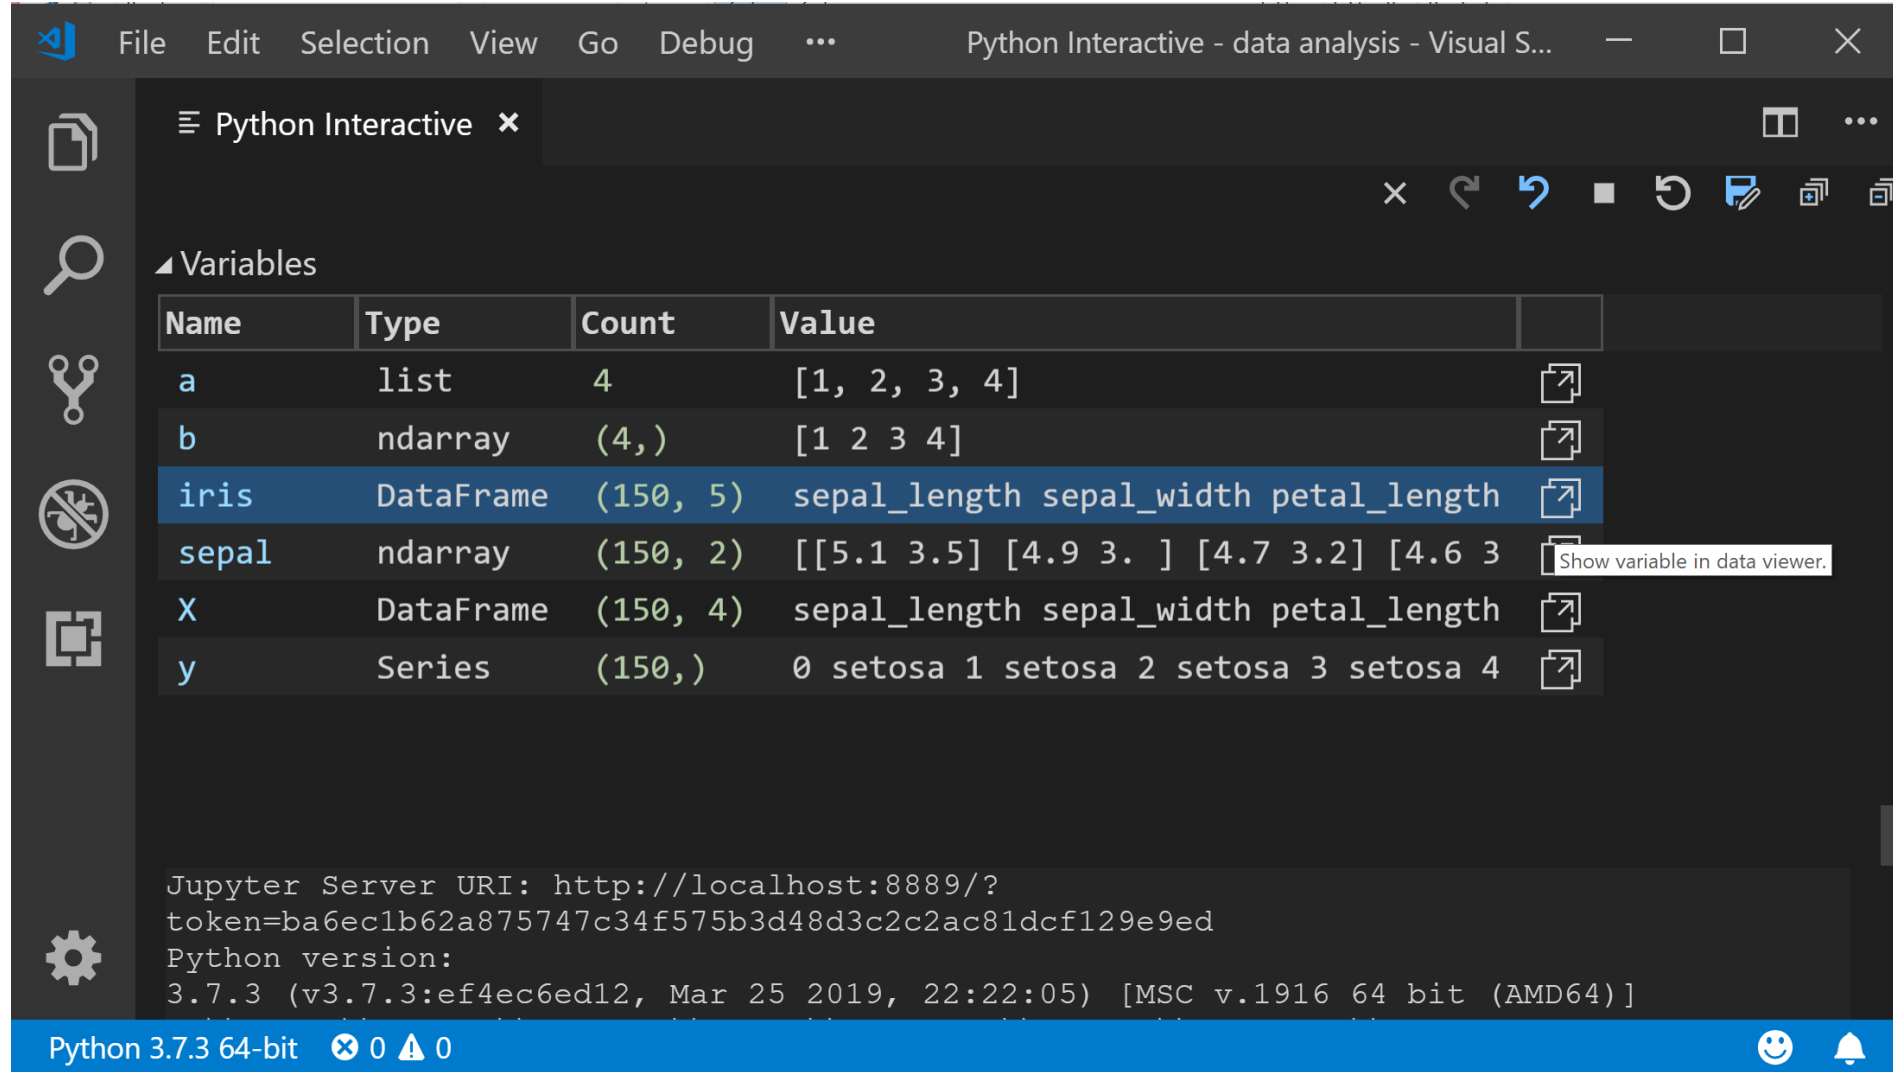 File Edit Selection View Go Debug ••• Python Interactive - data analysis - Visual S...
Python Interactive
Variables
Name Type Count Value
a list 4 [1, 2, 3, 4]
b ndarray (4,) [1 2 3 4]
iris DataFrame (150, 5) sepal_length sepal_width petal_length
sepal ndarray (150, 2) [[5.1 3.5] [4.9 3. ] [4.7 3.2] [4.6 3
Show variable in data viewer.
X DataFrame (150, 4) sepal_length sepal_width petal_length
y Series (150,) 0 setosa 1 setosa 2 setosa 3 setosa 4
Jupyter Server URI: http://localhost:8889/?
token=ba6ec1b62a875747c34f575b3d48d3c2c2ac81dcf129e9ed
Python version:
3.7.3 (v3.7.3:ef4ec6ed12, Mar 25 2019, 22:22:05) [MSC v.1916 64 bit (AMD64)]
Python 3.7.3 64-bit 0 0